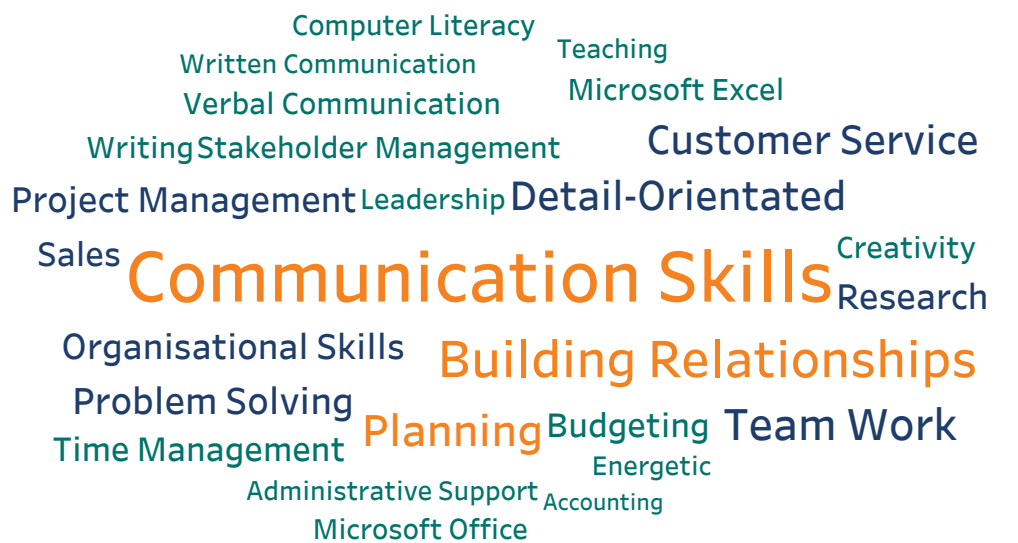 Computer Literacy
Teaching
Written Communication
Microsoft Excel
Verbal Communication
Customer Service
Writing Stakeholder Management
Project Management Leadership Detail-Orientated
Sales Communication Skills Creativity
Research
Organisational Skills Building Relationships
Problem Solving
Planning Budgeting Team Work
Time Management
Energetic
Administrative Support Accounting
Microsoft Office